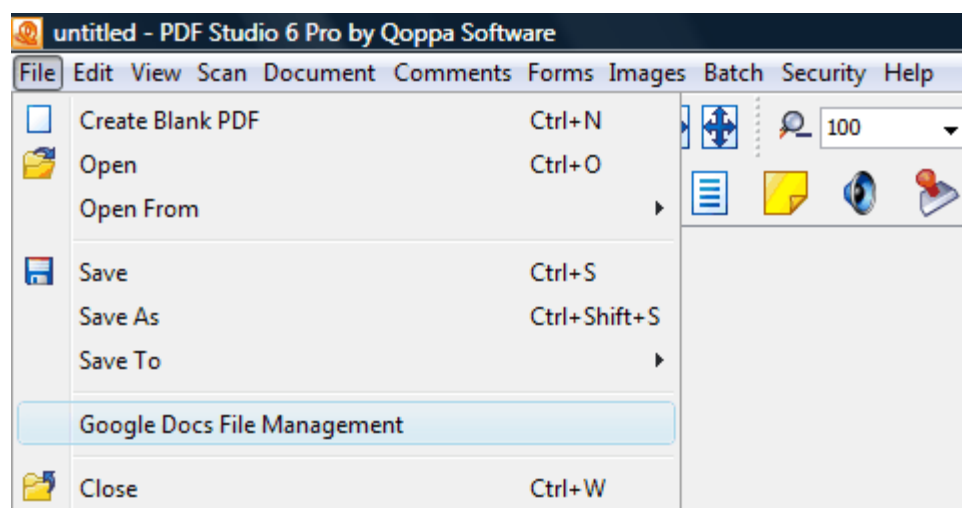 untitled - PDF Studio 6 Pro by Qoppa Software
File Edit View Scan Document Comments Forms Images Batch Security Help
Create Blank PDF Ctrl+N
100
Open Ctrl+O
Open From
Save Ctrl+S
Save As Ctrl+Shift+S
Save To
Google Docs File Management
Close Ctrl+W